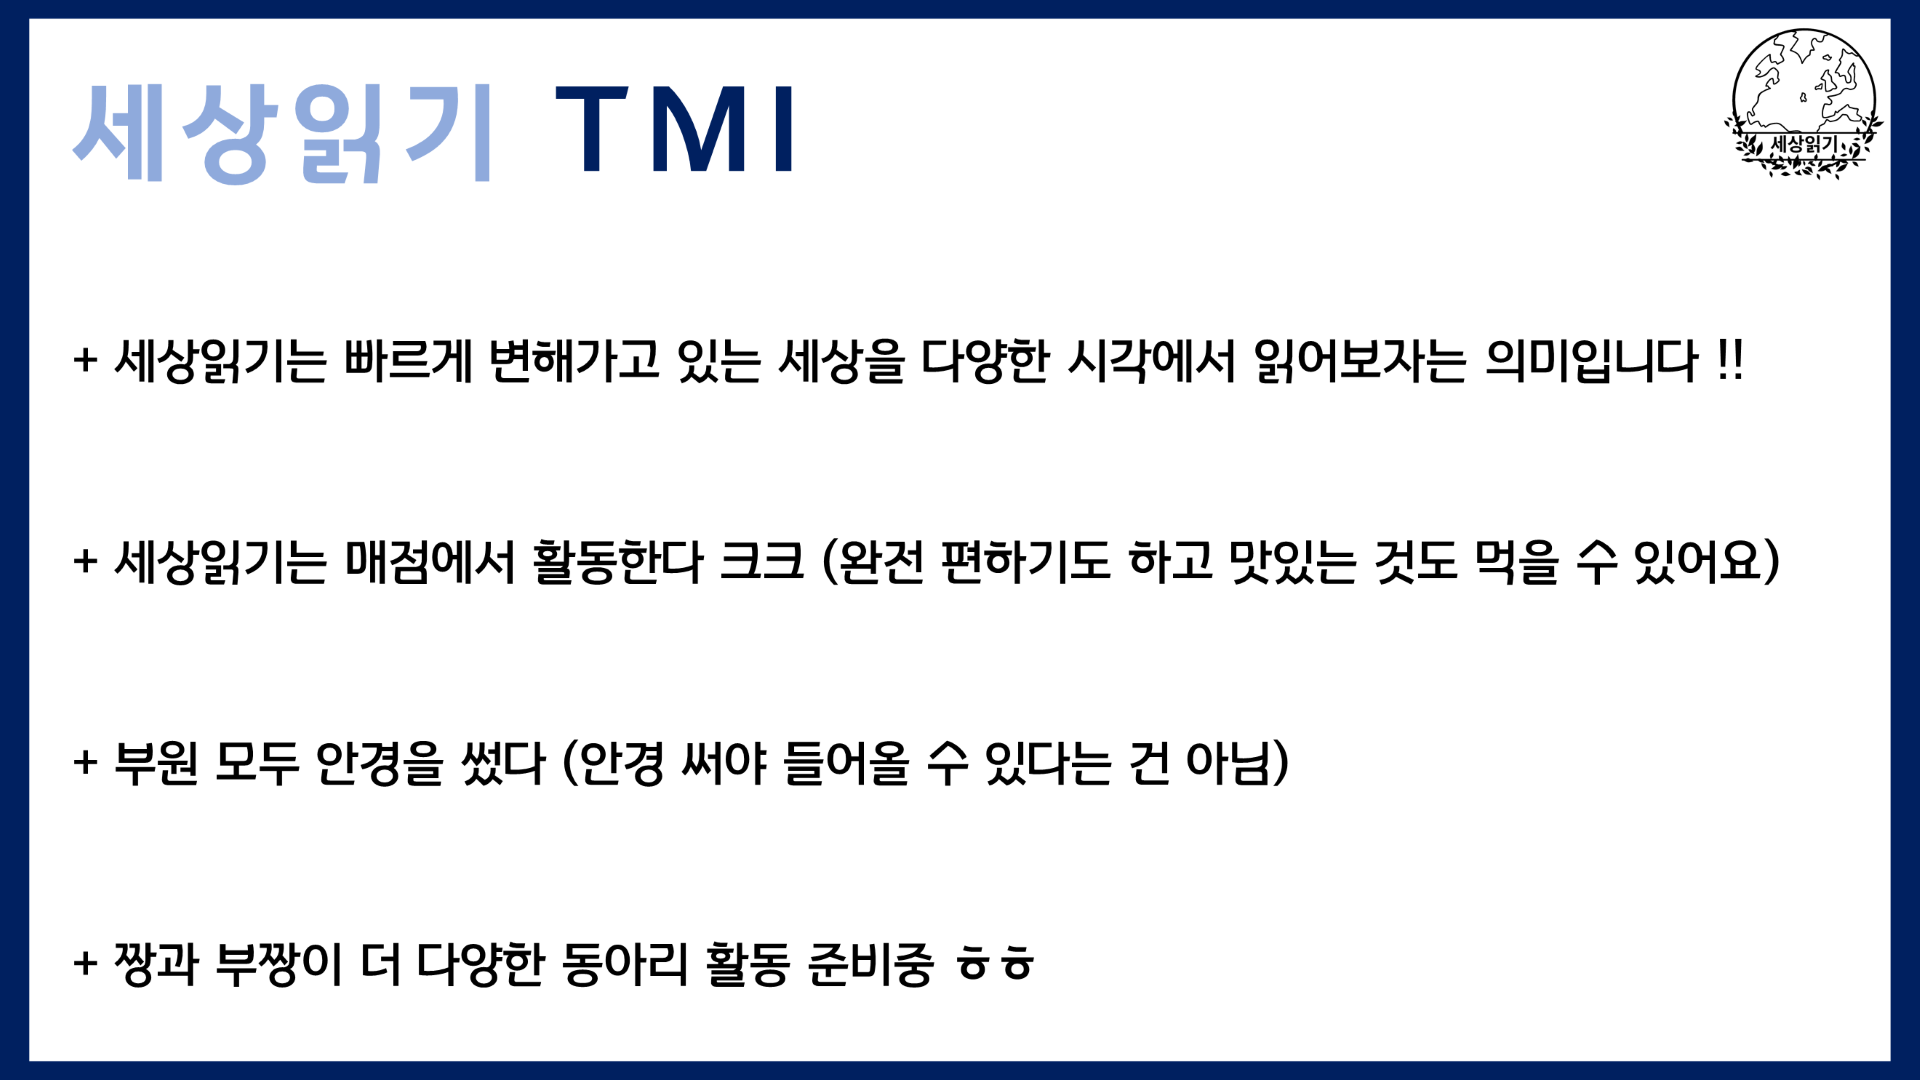 세상읽기 TMI
세상읽기
+ 세상읽기는 빠르게 변해가고 있는 세상을 다양한 시각에서 읽어보자는 의미입니다 !!
+ 세상읽기는 매점에서 활동한다 크크 (완전 편하기도 하고 맛있는 것도 먹을 수 있어요)
+ 부원 모두 안경을 썼다 (안경 써야 들어올 수 있다는 건 아님)
+ 짱과 부짱이 더 다양한 동아리 활동 준비중 ㅎㅎ